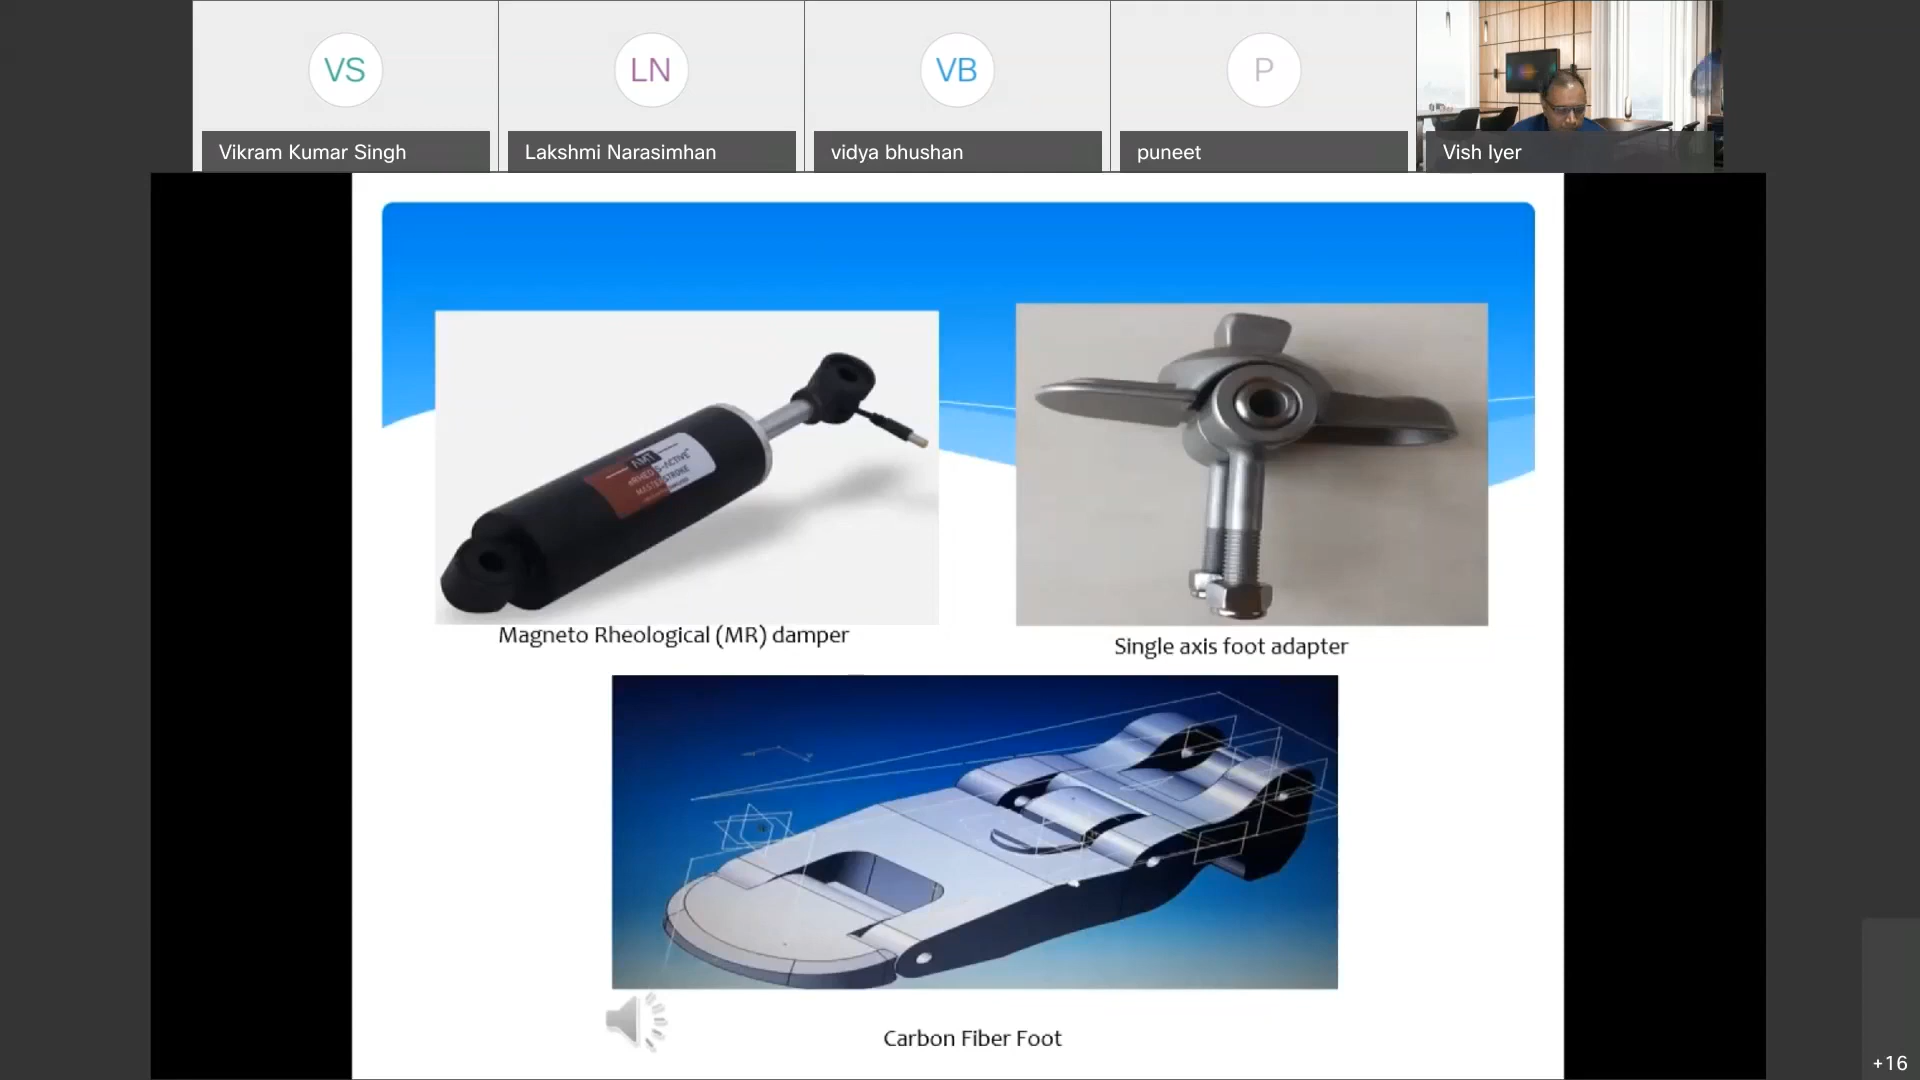 VS
LN
VB
P
Vikram Kumar Singh
Lakshmi Narasimhan
vidya bhushan
puneet
Vish Iyer
AMT
Magneto Rheological (MR) damper
Single axis foot adapter
Carbon Fiber Foot
+16